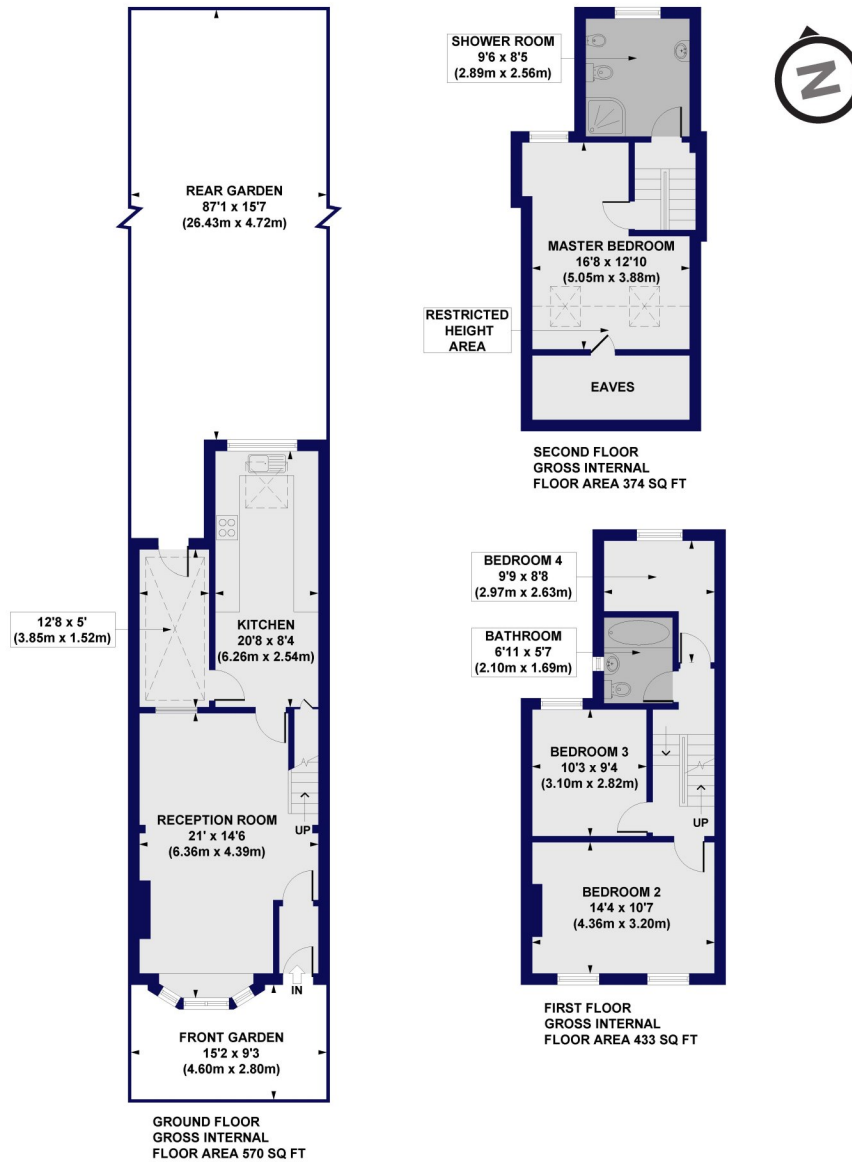 REAR GARDEN
87'1 x 15'7
(26.43m x 4.72m)
12'8 x 5'
(3.85m x 1.52m)
KITCHEN
20'8 x 8'4
(6.26m x 2.54m)
RECEPTION ROOM
21' x 14'6
(6.36m x 4.39m)
UP
IN
FRONT GARDEN
15'2 x 9'3
(4.60m x 2.80m)
GROUND FLOOR
GROSS INTERNAL
FLOOR AREA 570 SQ FT
SHOWER ROOM
9'6 x 8'5
(2.89m x 2.56m)
MASTER BEDROOM
16'8 x 12'10
(5.05m x 3.88m)
RESTRICTED
HEIGHT
AREA
EAVES
SECOND FLOOR
GROSS INTERNAL
FLOOR AREA 374 SQ FT
BEDROOM 4
9'9 x 8'8
(2.97m x 2.63m)
BATHROOM
6'11 x 5'7
(2.10m x 1.69m)
BEDROOM 3
10'3 x 9'4
(3.10m x 2.82m)
UP
BEDROOM 2
14'4 x 10'7
(4.36m x 3.20m)
FIRST FLOOR
GROSS INTERNAL
FLOOR AREA 433 SQ FT
N